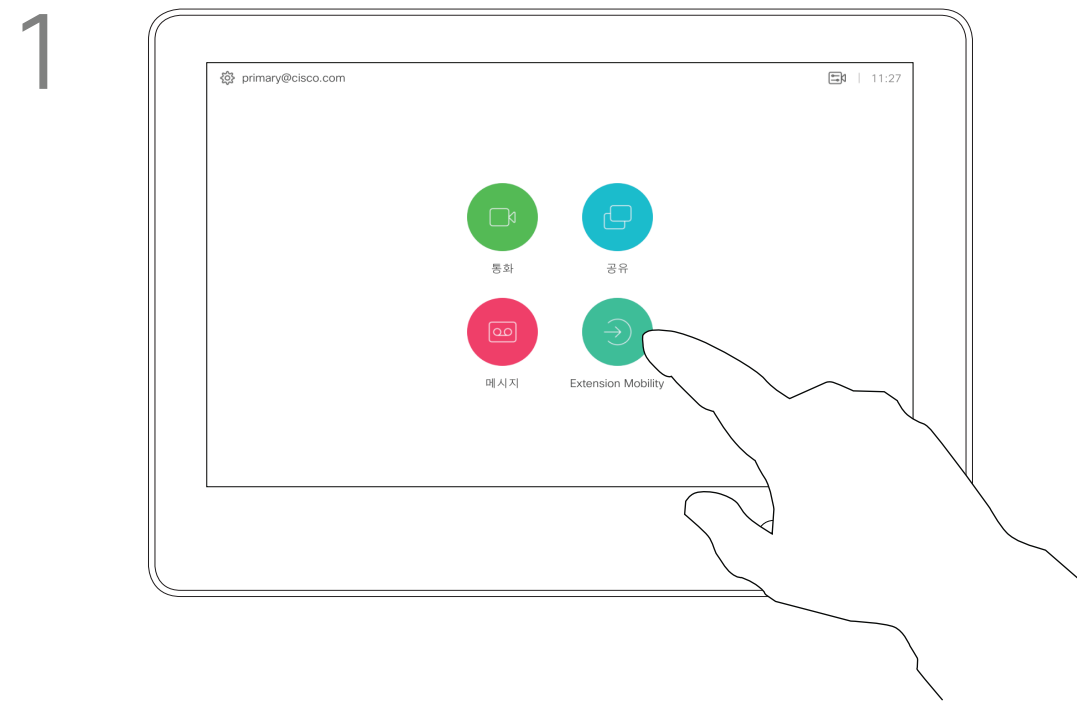 1
primary@cisco.com
11:27
통화
공유
메시지
Extension Mobility